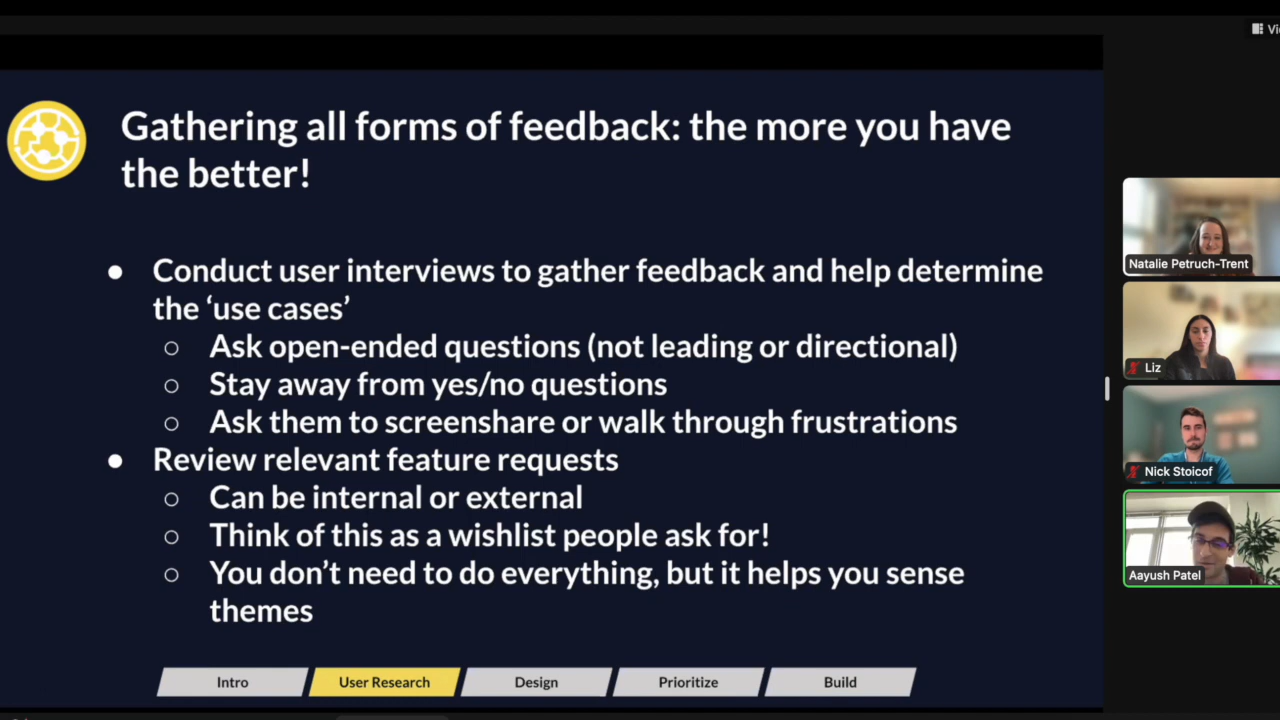 Vi
Gathering all forms of feedback: the more you have
the better!
● Conduct user interviews to gather feedback and help determine
the ‘use cases’
○ Ask open-ended questions (not leading or directional)
○ Stay away from yes/no questions
○ Ask them to screenshare or walk through frustrations
● Review relevant feature requests
○ Can be internal or external
○ Think of this as a wishlist people ask for!
○ You don’t need to do everything, but it helps you sense
themes
Intro User Research Design Prioritize Build
Natalie Petruch-Trent
Liz
Nick Stoicof
Aayush Patel